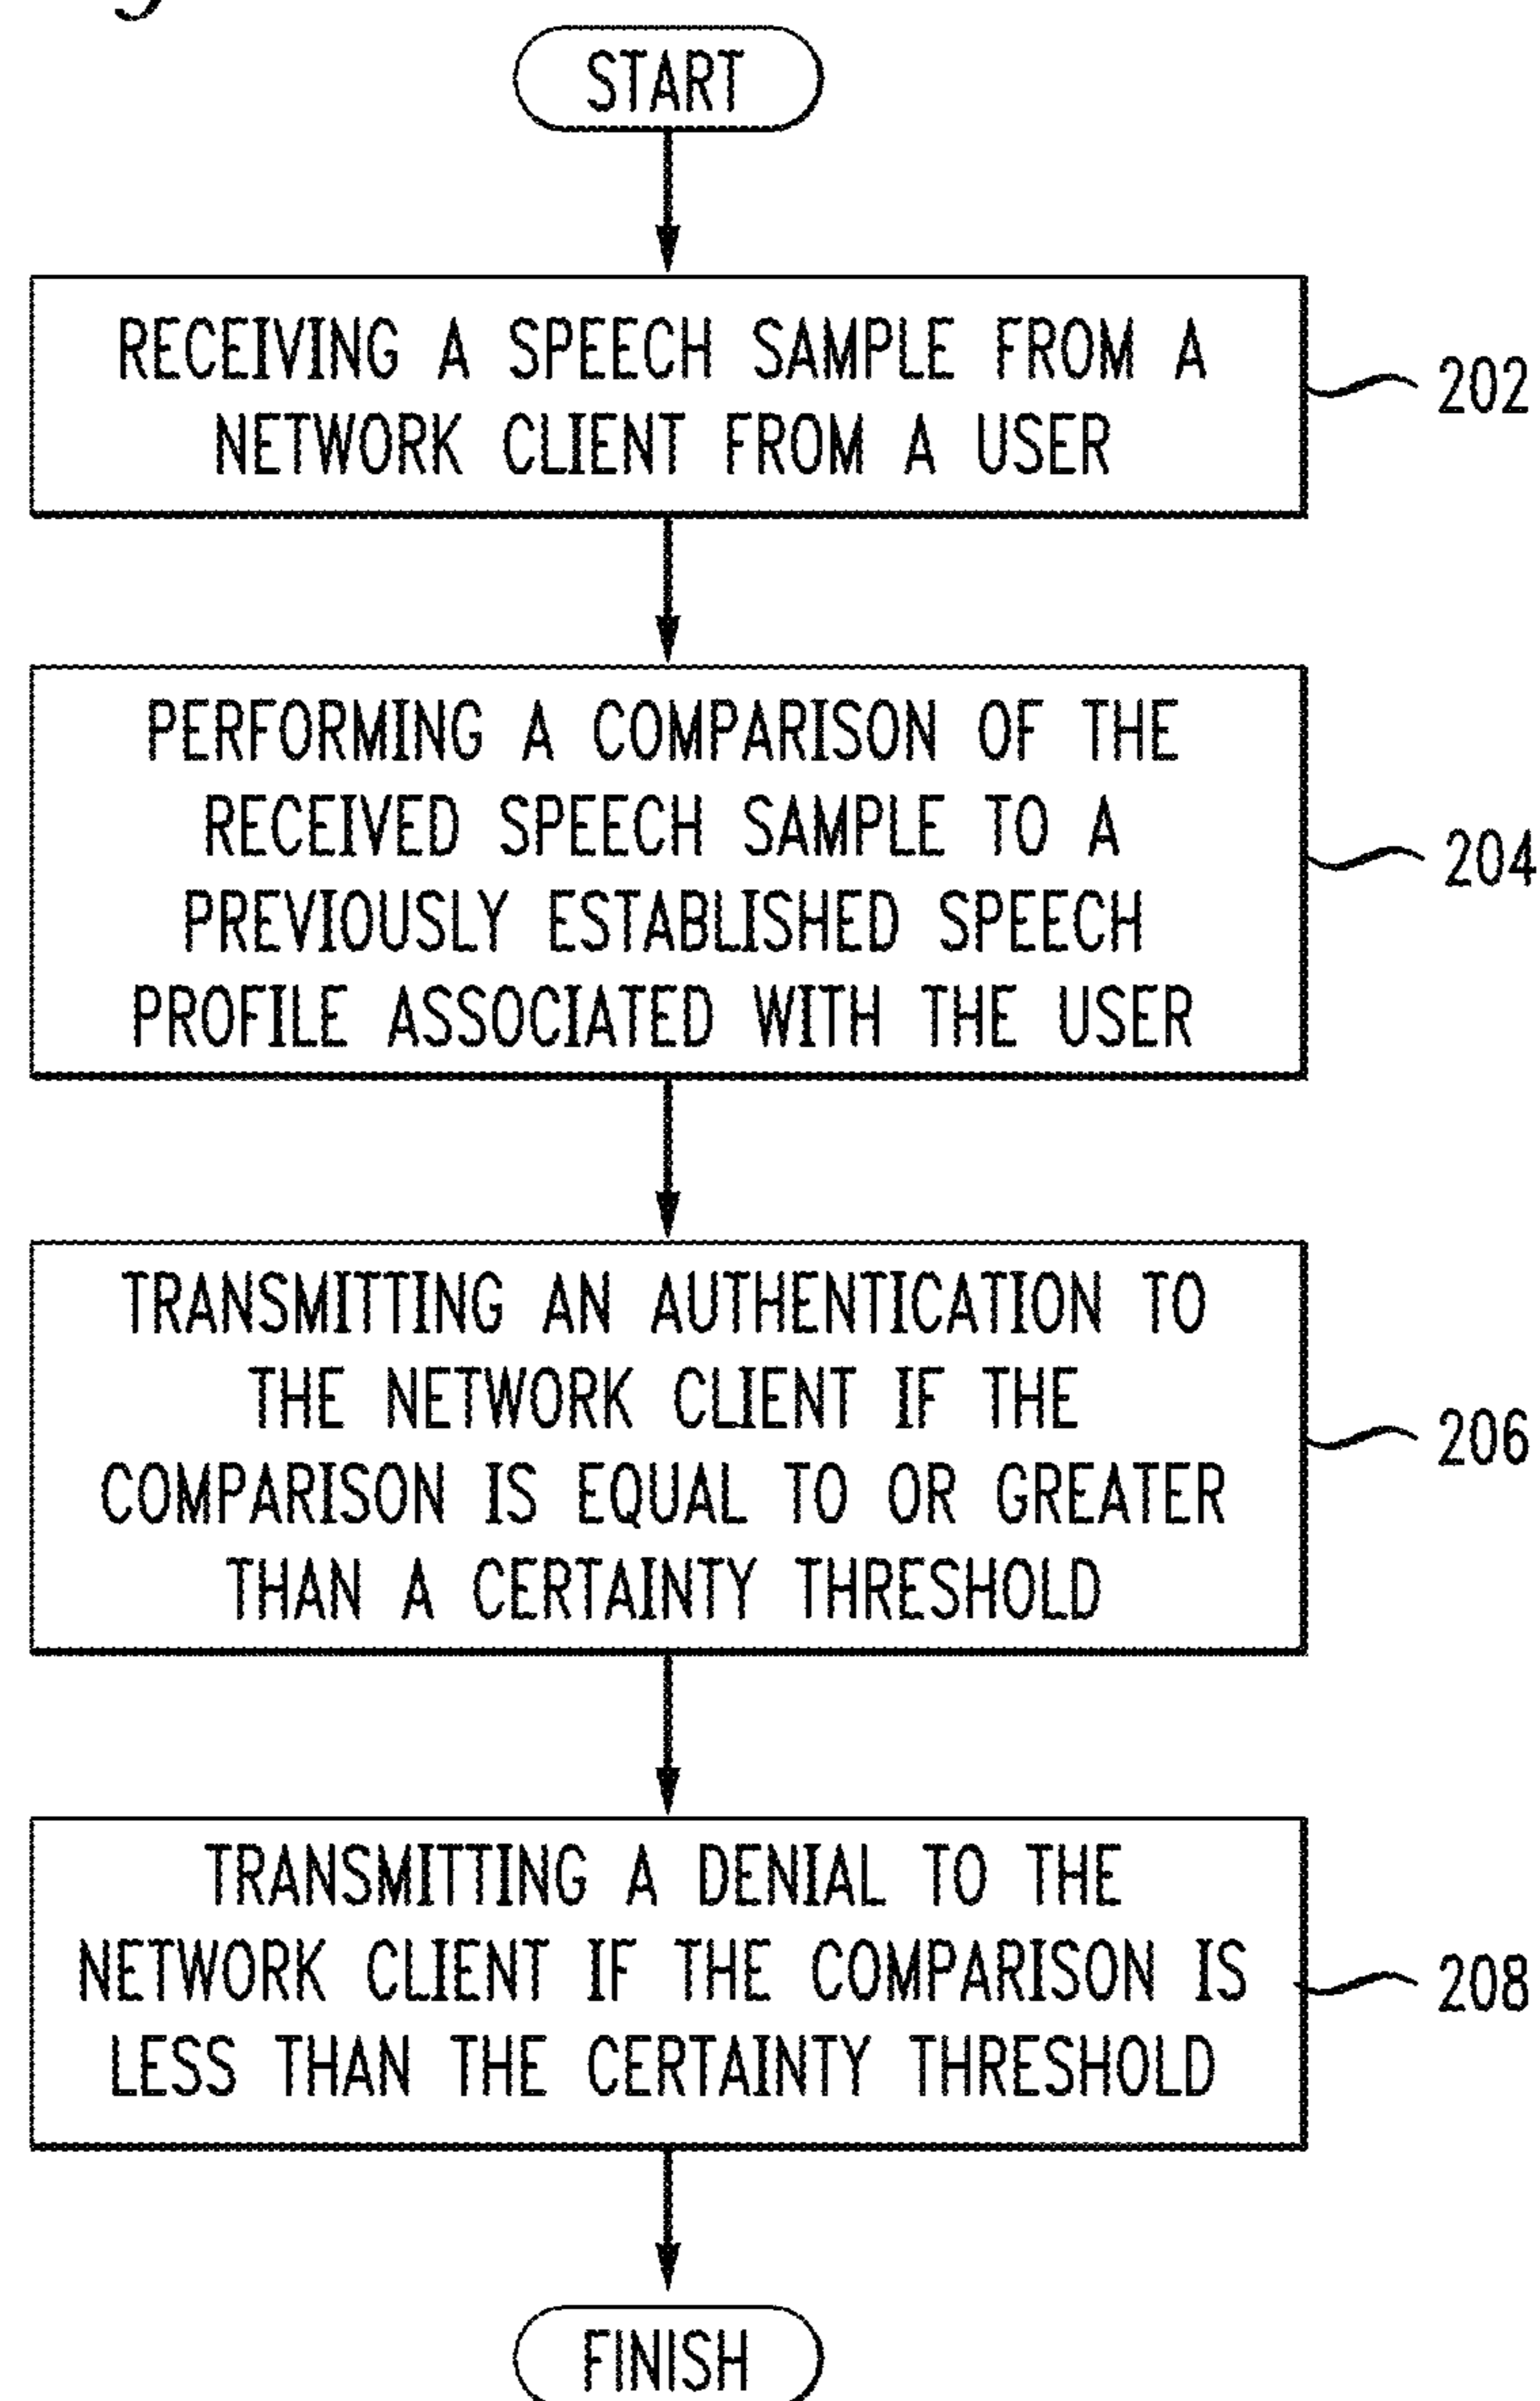 START
RECEIVING A SPEECH SAMPLE FROM A
NETWORK CLIENT FROM A USER
202
PERFORMING A COMPARISON OF THE
RECEIVED SPEECH SAMPLE TO A
PREVIOUSLY ESTABLISHED SPEECH
PROFILE ASSOCIATED WITH THE USER
204
TRANSMITTING AN AUTHENTICATION TO
THE NETWORK CLIENT IF THE
COMPARISON IS EQUAL TO OR GREATER
THAN A CERTAINTY THRESHOLD
206
TRANSMITTING A DENIAL TO THE
NETWORK CLIENT IF THE COMPARISON IS
LESS THAN THE CERTAINTY THRESHOLD
208
FINISH